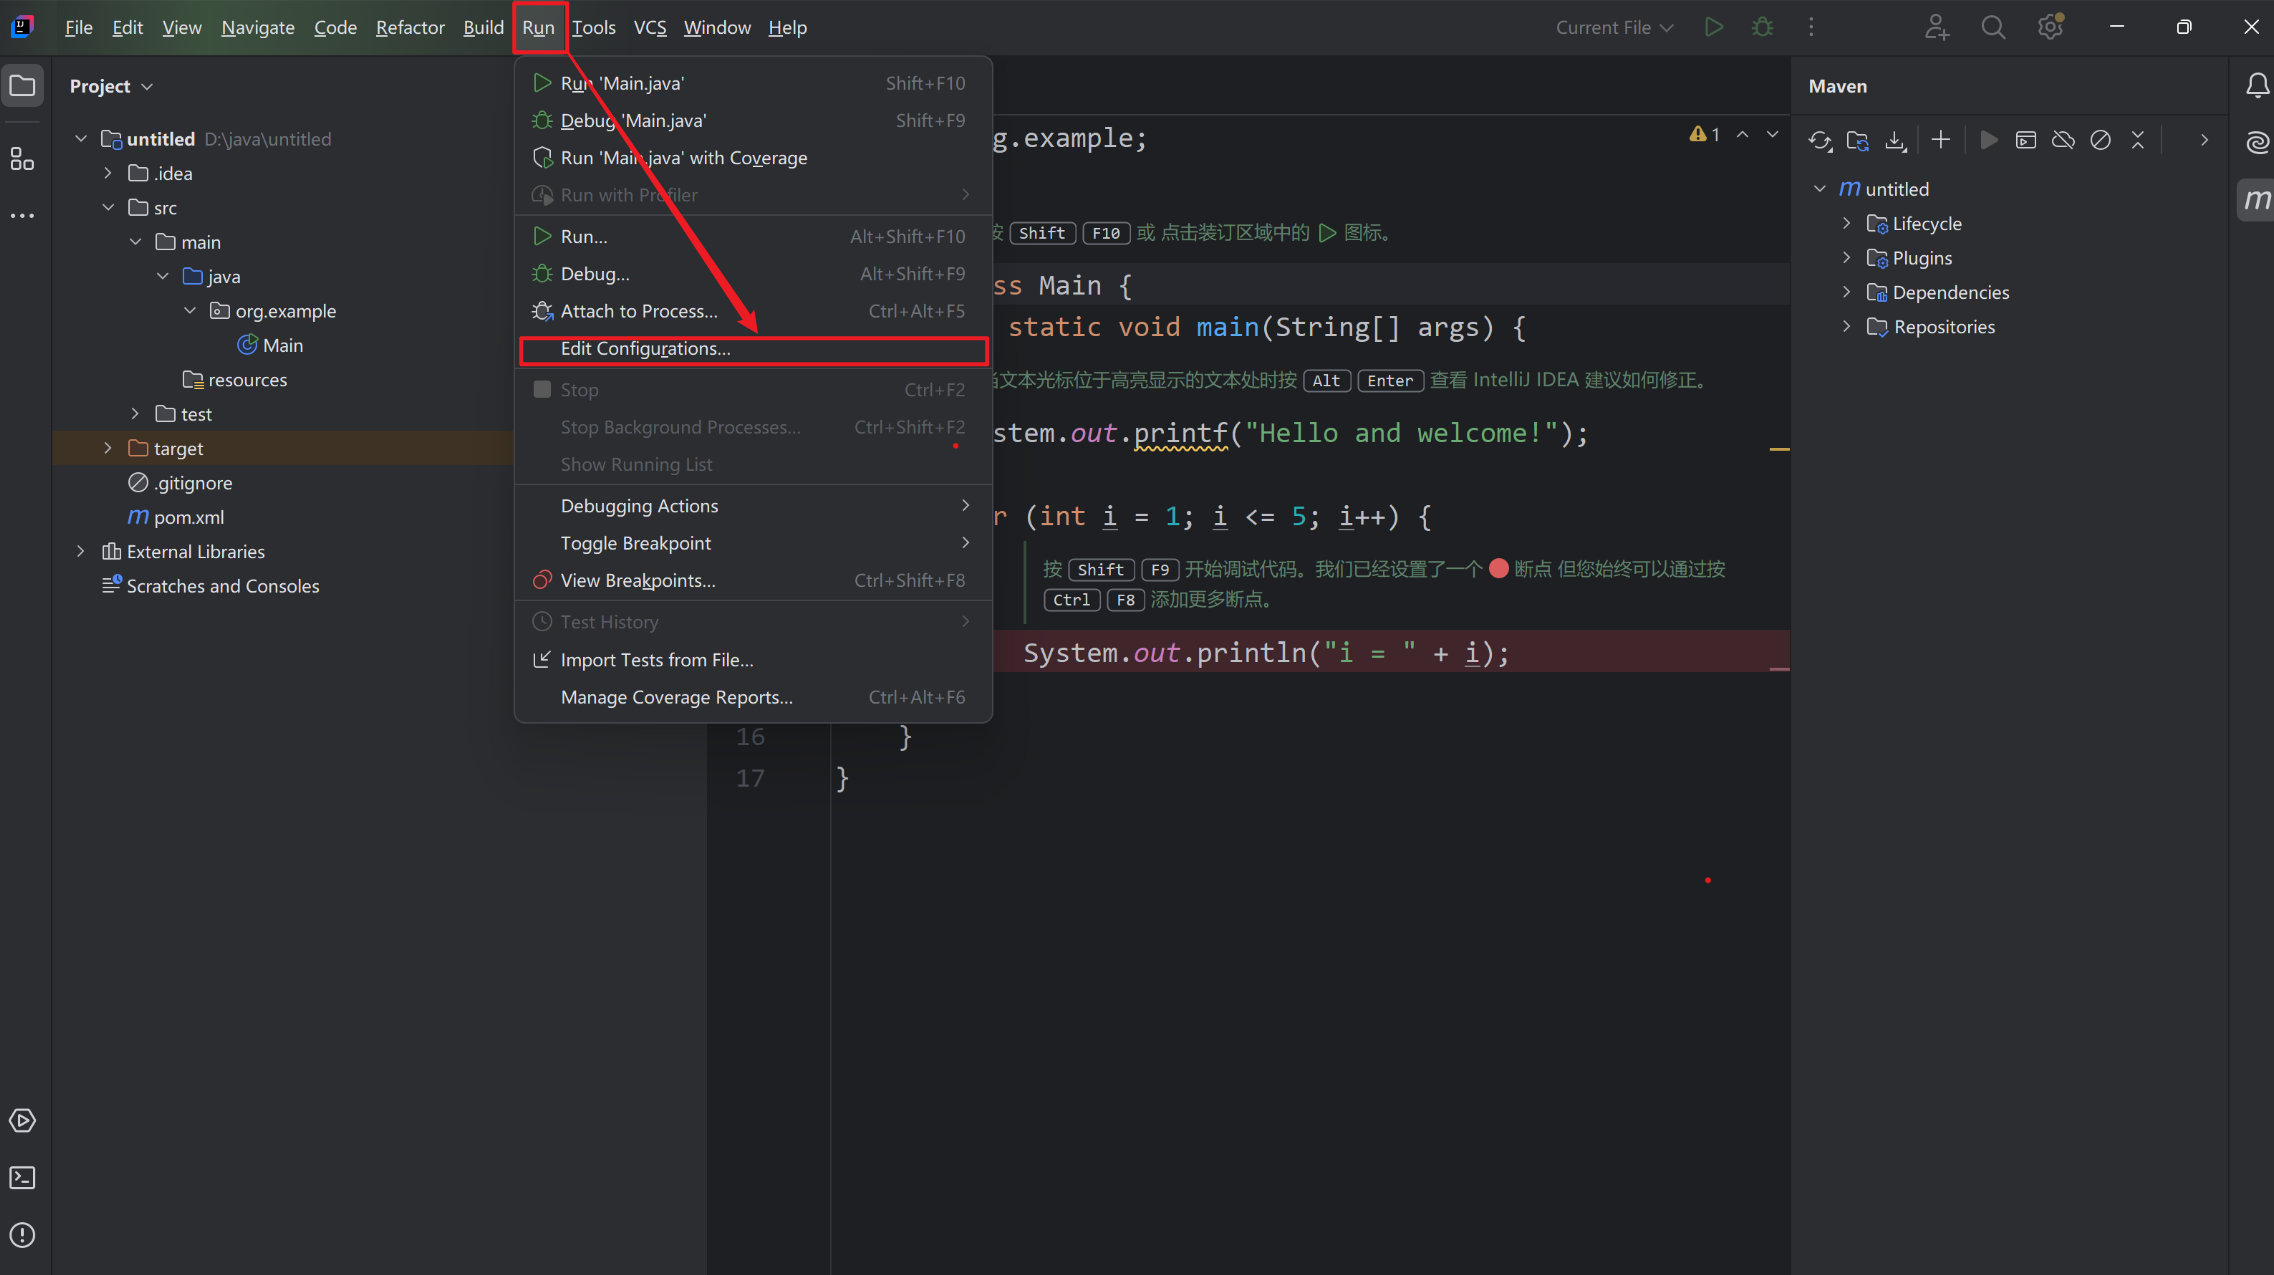 File Edit View Navigate Code Refactor Build Run Tools VCS Window Help Current File
Project
untitled D:\java\untitled
.idea
src
main
java
org.example
Main
resources
test
target
.gitignore
m pom.xml
External Libraries
Scratches and Consoles
Run 'Main.java' Shift+F10
Debug 'Main.java' Shift+F9
Run 'Main.java' with Coverage
Run with Profiler
Run... Alt+Shift+F10
Debug... Alt+Shift+F9
Attach to Process... Ctrl+Alt+F5
Edit Configurations...
Stop Ctrl+F2
Stop Background Processes... Ctrl+Shift+F2
Show Running List
Debugging Actions
Toggle Breakpoint
View Breakpoints... Ctrl+Shift+F8
Test History
Import Tests from File...
Manage Coverage Reports... Ctrl+Alt+F6
g.example;
1
按 Shift F10 或 点击装订区域中的 图标。
ss Main {
static void main(String[] args) {
当文本光标位于高亮显示的文本处时按 Alt Enter 查看 IntelliJ IDEA 建议如何修正。
stem.out.printf("Hello and welcome!");
r (int i = 1; i <= 5; i++) {
按 Shift F9 开始调试代码。我们已经设置了一个 断点 但您始终可以通过按
Ctrl F8 添加更多断点。
System.out.println("i = " + i);
16 }
17 }
Maven
m untitled
Lifecycle
Plugins
Dependencies
Repositories
m